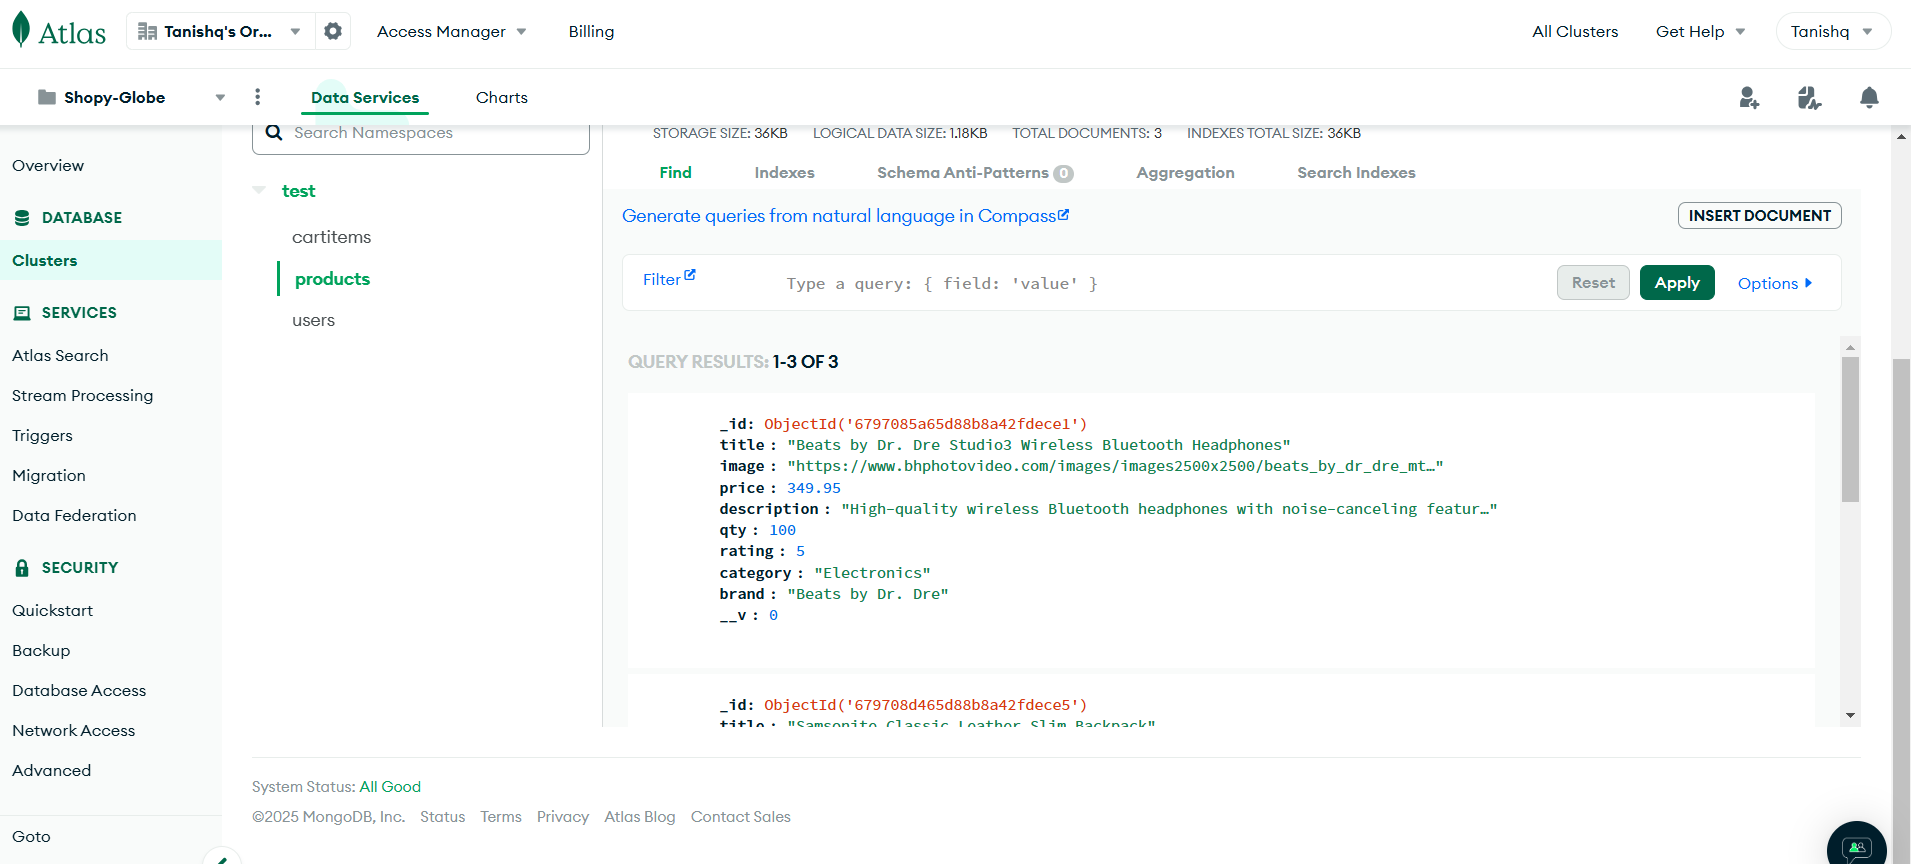 Atlas
Tanishq's Or...
Access Manager
Billing
All Clusters
Get Help
Tanishq
Shopy-Globe
Data Services
Charts
Search Namespaces
STORAGE SIZE: 36KB LOGICAL DATA SIZE: 1.18KB TOTAL DOCUMENTS: 3 INDEXES TOTAL SIZE: 36KB
Overview
DATABASE
Clusters
SERVICES
Atlas Search
Stream Processing
Triggers
Migration
Data Federation
SECURITY
Quickstart
Backup
Database Access
Network Access
Advanced
Goto
test
cartitems
products
users
Find Indexes Schema Anti-Patterns 0 Aggregation Search Indexes
Generate queries from natural language in Compass
INSERT DOCUMENT
Filter
Type a query: { field: 'value' }
Reset
Apply
Options
QUERY RESULTS: 1-3 OF 3
_id: ObjectId('6797085a65d88b8a42fdece1')
title : "Beats by Dr. Dre Studio3 Wireless Bluetooth Headphones"
image : "https://www.bhphotovideo.com/images/images2500x2500/beats_by_dr_dre_mt…"
price : 349.95
description : "High-quality wireless Bluetooth headphones with noise-canceling featur…"
qty : 100
rating : 5
category : "Electronics"
brand : "Beats by Dr. Dre"
__v : 0
_id: ObjectId('679708d465d88b8a42fdece5')
title : "Samsonite Classic Leather Slim Backpack"
System Status: All Good
©2025 MongoDB, Inc. Status Terms Privacy Atlas Blog Contact Sales